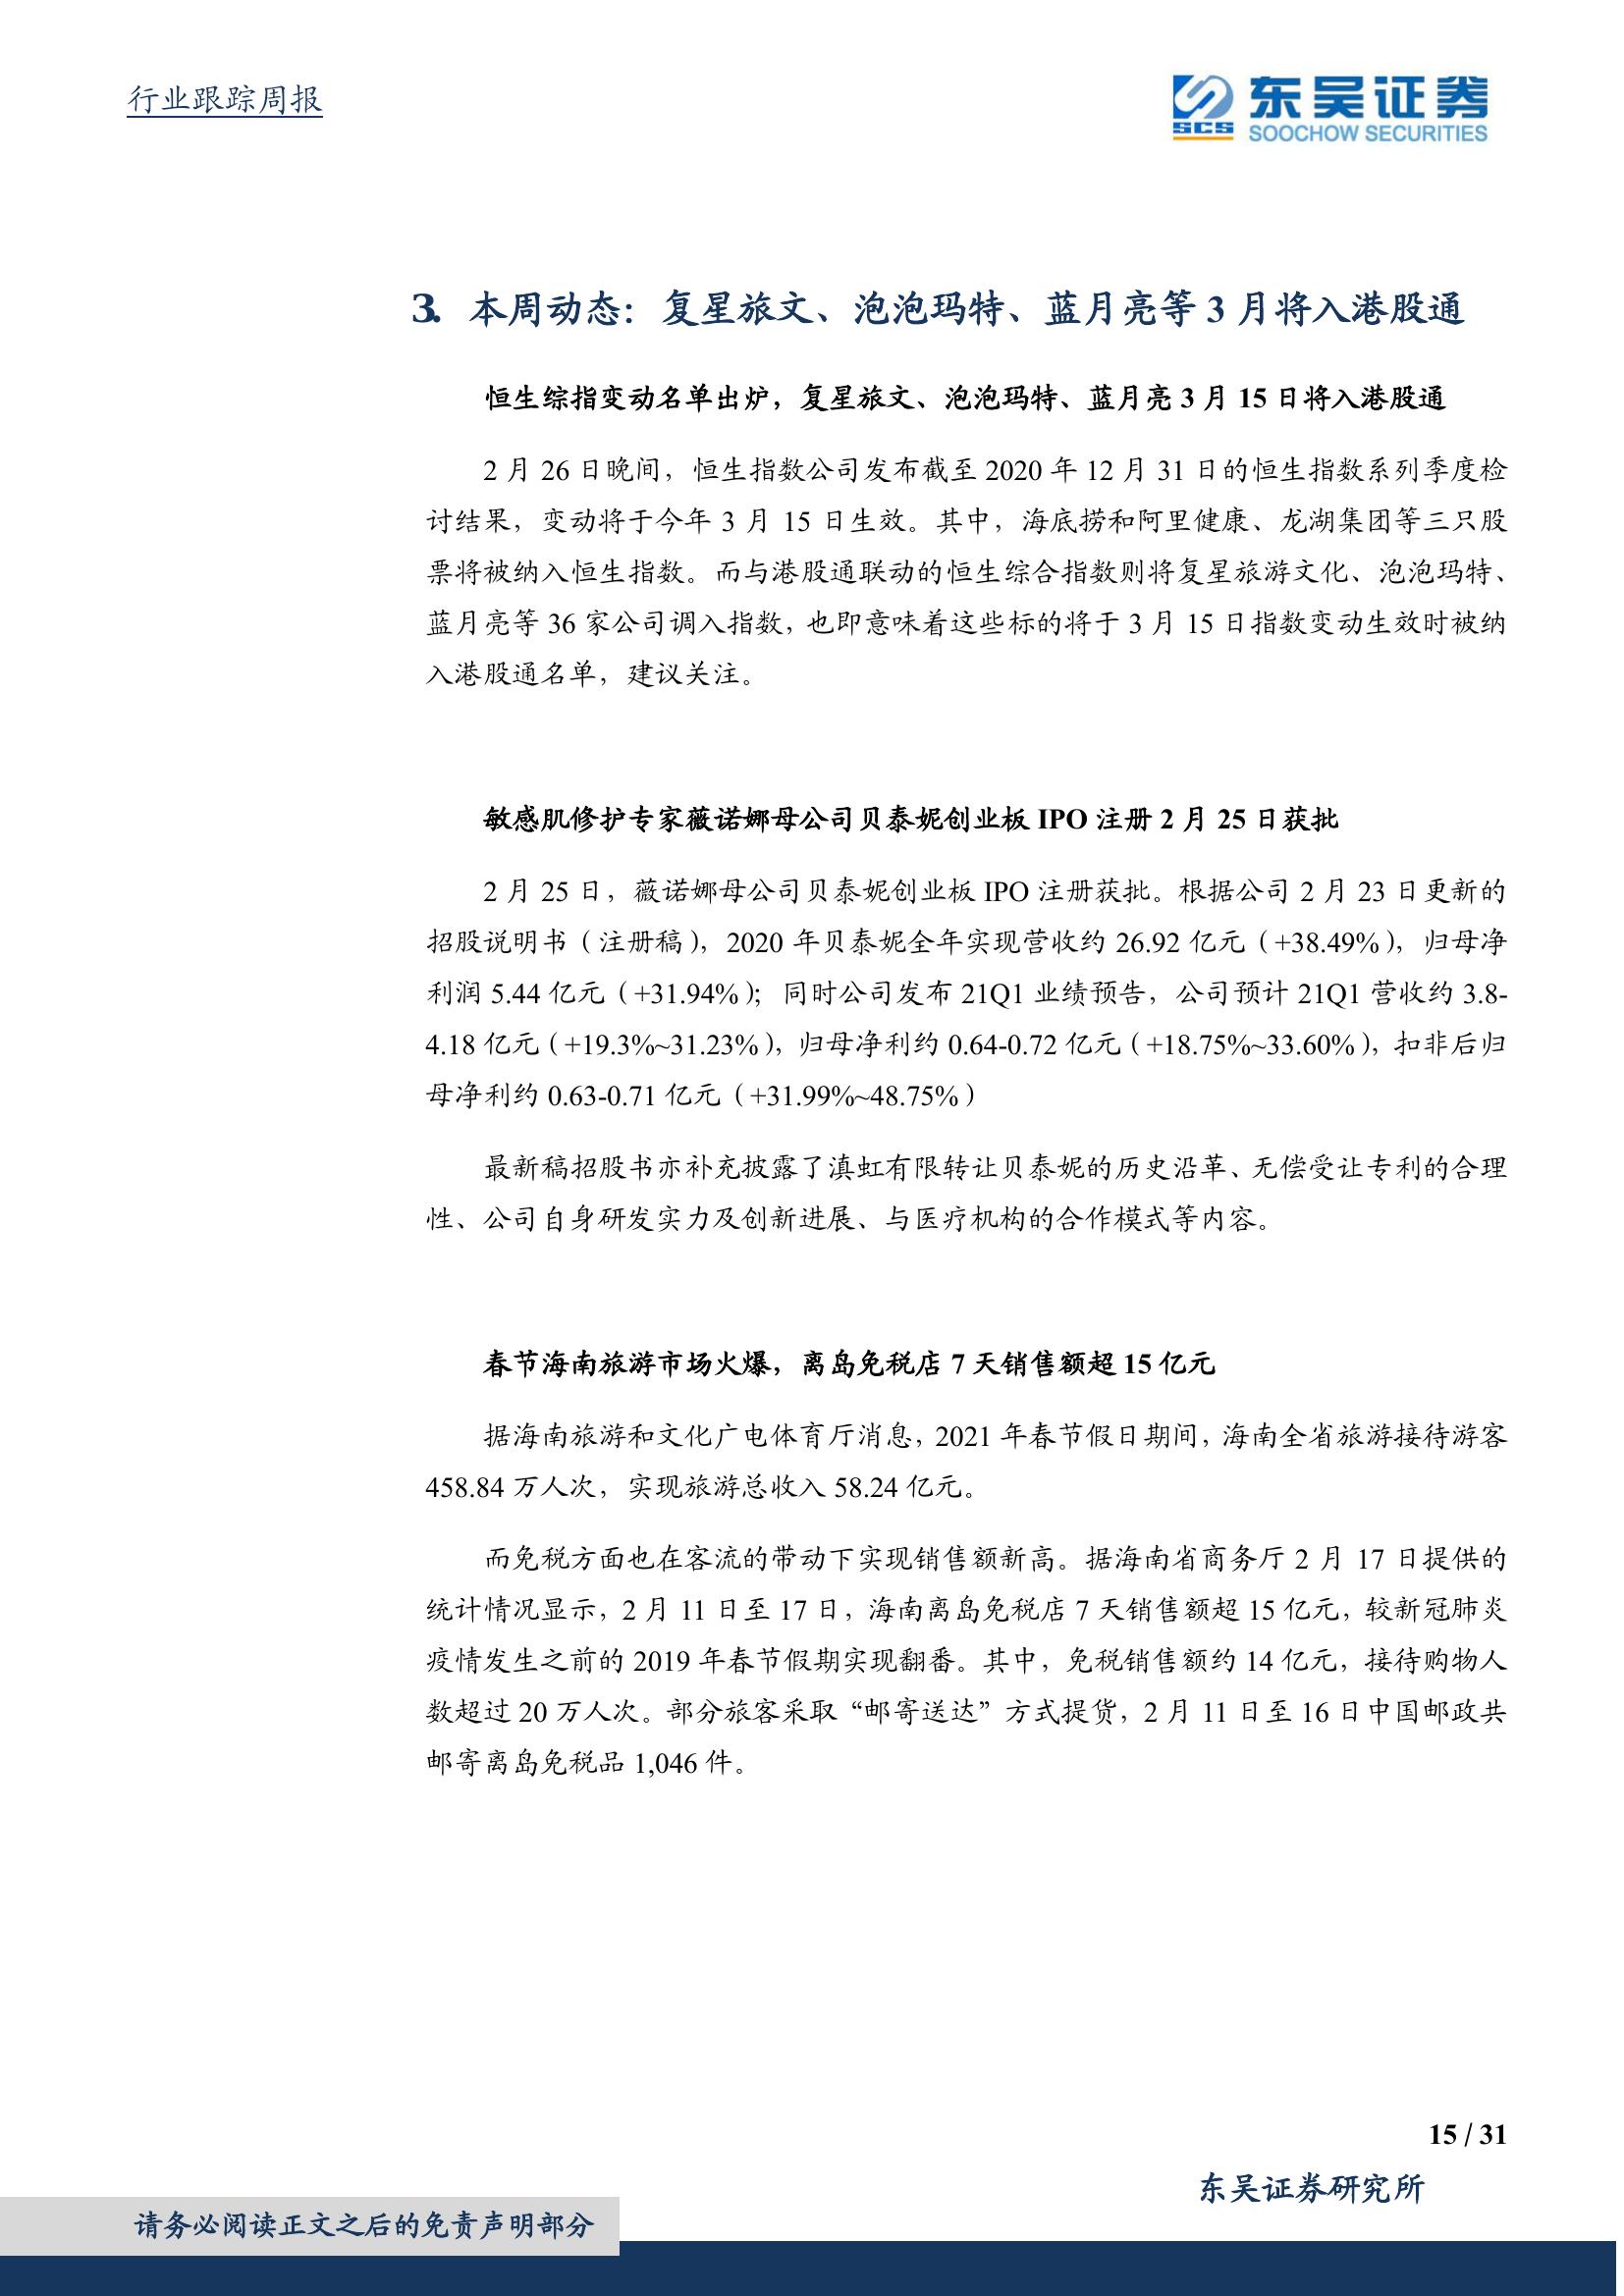 行业跟踪周报
SCS
东吴证券
SOOCHOW SECURITIES
3. 本周动态：复星旅文、泡泡玛特、蓝月亮等 3 月将入港股通
恒生综指变动名单出炉，复星旅文、泡泡玛特、蓝月亮 3 月 15 日将入港股通
2 月 26 日晚间，恒生指数公司发布截至 2020 年 12 月 31 日的恒生指数系列季度检
讨结果，变动将于今年 3 月 15 日生效。其中，海底捞和阿里健康、龙湖集团等三只股
票将被纳入恒生指数。而与港股通联动的恒生综合指数则将复星旅游文化、泡泡玛特、
蓝月亮等 36 家公司调入指数，也即意味着这些标的将于 3 月 15 日指数变动生效时被纳
入港股通名单，建议关注。
敏感肌修护专家薇诺娜母公司贝泰妮创业板 IPO 注册 2 月 25 日获批
2 月 25 日，薇诺娜母公司贝泰妮创业板 IPO 注册获批。根据公司 2 月 23 日更新的
招股说明书（注册稿），2020 年贝泰妮全年实现营收约 26.92 亿元（+38.49%），归母净
利润 5.44 亿元（+31.94%）；同时公司发布 21Q1 业绩预告，公司预计 21Q1 营收约 3.8-
4.18 亿元（+19.3%~31.23%），归母净利约 0.64-0.72 亿元（+18.75%~33.60%），扣非后归
母净利约 0.63-0.71 亿元（+31.99%~48.75%）
最新稿招股书亦补充披露了滇虹有限转让贝泰妮的历史沿革、无偿受让专利的合理
性、公司自身研发实力及创新进展、与医疗机构的合作模式等内容。
春节海南旅游市场火爆，离岛免税店 7 天销售额超 15 亿元
据海南旅游和文化广电体育厅消息，2021 年春节假日期间，海南全省旅游接待游客
458.84 万人次，实现旅游总收入 58.24 亿元。
而免税方面也在客流的带动下实现销售额新高。据海南省商务厅 2 月 17 日提供的
统计情况显示，2 月 11 日至 17 日，海南离岛免税店 7 天销售额超 15 亿元，较新冠肺炎
疫情发生之前的 2019 年春节假期实现翻番。其中，免税销售额约 14 亿元，接待购物人
数超过 20 万人次。部分旅客采取“邮寄送达”方式提货，2 月 11 日至 16 日中国邮政共
邮寄离岛免税品 1,046 件。
15 / 31
东吴证券研究所
请务必阅读正文之后的免责声明部分